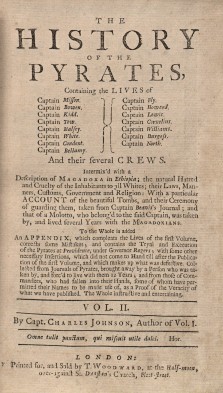 THE
HISTORY
OF THE
PYRATES,
Containing the LIVES of
Captain Misson. Captain Fly.
Captain Bowen. Captain Howard.
Captain Kidd. Captain Lewis.
Captain Tew. Captain Cornelius.
Captain Halsey. Captain Williams.
Captain White. Captain Burgess.
Captain Condent. Captain North.
Captain Bellamy.
And their several CREWS.
Intermix'd with a
Description of MAGADOXA in Ethiopia; the natural Hatred
and Cruelty of the Inhabitants to all Whites; their Laws, Man-
ners, Customs, Government and Religion: With a particular
ACCOUNT of the beautiful Tombs, and their Ceremony
of guarding them, taken from Captain Beavis's Journal; and
that of a Molotto, who belong'd to the said Captain, was taken
by, and lived several Years with the MAGADOXIANS.
To the Whole is added
An APPENDIX, which compleats the Lives of the first Volume,
corrects some Mistakes, and contains the Tryal and Execution
of the Pyrates at Providence, under Governor Rogers; with some other
necessary Insertions, which did not come to Hand till after the Publica-
tion of the first Volume, and which makes up what was defective. Col-
lected from Journals of Pyrates, brought away by a Person who was ta-
ken by, and forc'd to live with them 12 Years; and from those of Com-
manders, who had fallen into their Hands, some of whom have per-
mitted their Names to be made use of, as a Proof of the Veracity of
what we have published. The Whole instructive and entertaining.
VOL. II.
By Capt. CHARLES JOHNSON, Author of Vol. I.
Omne tulit punctum, qui miscuit utile dulci. Hor.
LONDON:
Printed for, and Sold by T. WOODWARD, at the Half-moon,
over-against St. Dunstan's Church, Fleet-street.